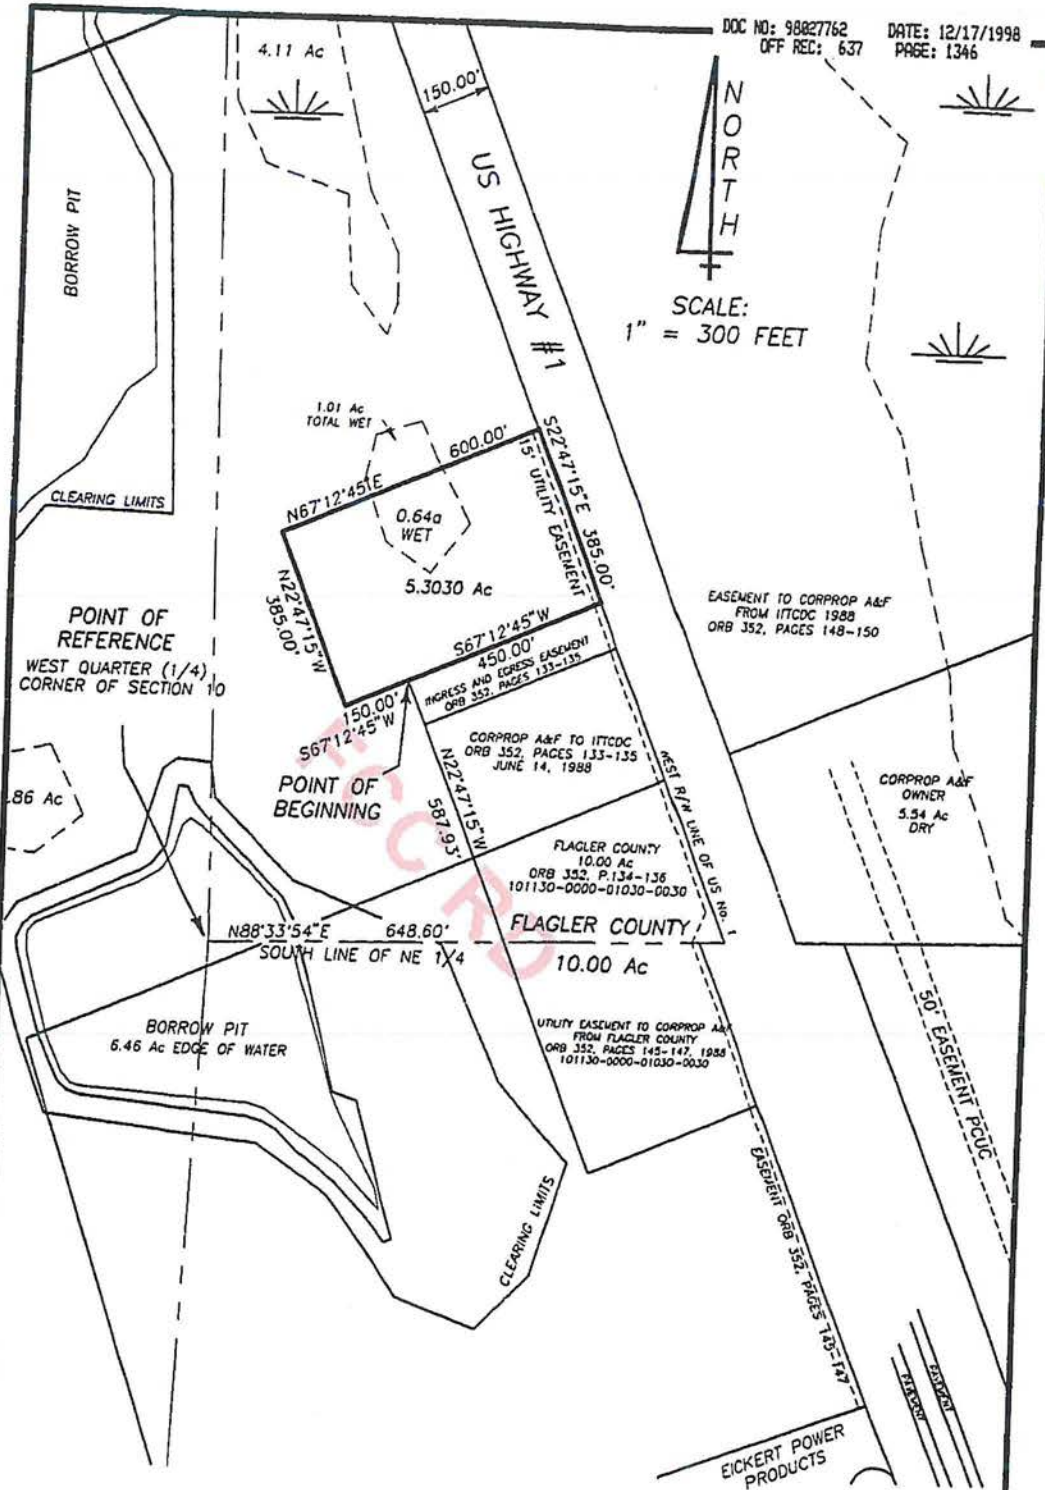 DOC NO: 98027762 DATE: 12/17/1998
OFF REC: 637 PAGE: 1346
4.11 Ac
150.00'
NORTH
US HIGHWAY #1
BORROW PIT
SCALE:
1" = 300 FEET
1.01 Ac
TOTAL WET
600.00'
N67°12'45"E
S22°47'15"E 385.00'
15' UTILITY EASEMENT
CLEARING LIMITS
0.64a
WET
5.3030 Ac
N22°47'15"W
385.00'
EASEMENT TO CORPROP A&F
FROM ITTCDC 1988
ORB 352, PAGES 148-150
POINT OF
REFERENCE
WEST QUARTER (1/4)
CORNER OF SECTION 10
S67°12'45"W
450.00'
INGRESS AND EGRESS EASEMENT
ORB 352, PAGES 133-135
150.00'
S67°12'45"W
CORPROP A&F TO ITTCDC
ORB 352, PAGES 133-135
JUNE 14, 1988
POINT OF
BEGINNING
N22°47'15"W
587.93'
WEST R/W LINE OF US NO.
.86 Ac
CORPROP A&F
OWNER
5.54 Ac
DRY
FLAGLER COUNTY
10.00 Ac
ORB 352, P.134-136
101130-0000-01030-0030
FCC RD
N88°33'54"E 648.60'
SOUTH LINE OF NE 1/4
FLAGLER COUNTY
10.00 Ac
BORROW PIT
6.46 Ac EDGE OF WATER
UTILITY EASEMENT TO CORPROP A&F
FROM FLAGLER COUNTY
ORB 352, PAGES 145-147, 1988
101130-0000-01030-0030
50' EASEMENT PCUC
CLEARING LIMITS
EASEMENT ORB 352, PAGES 145-147
PAVEMENT
PAVEMENT
EICKERT POWER
PRODUCTS